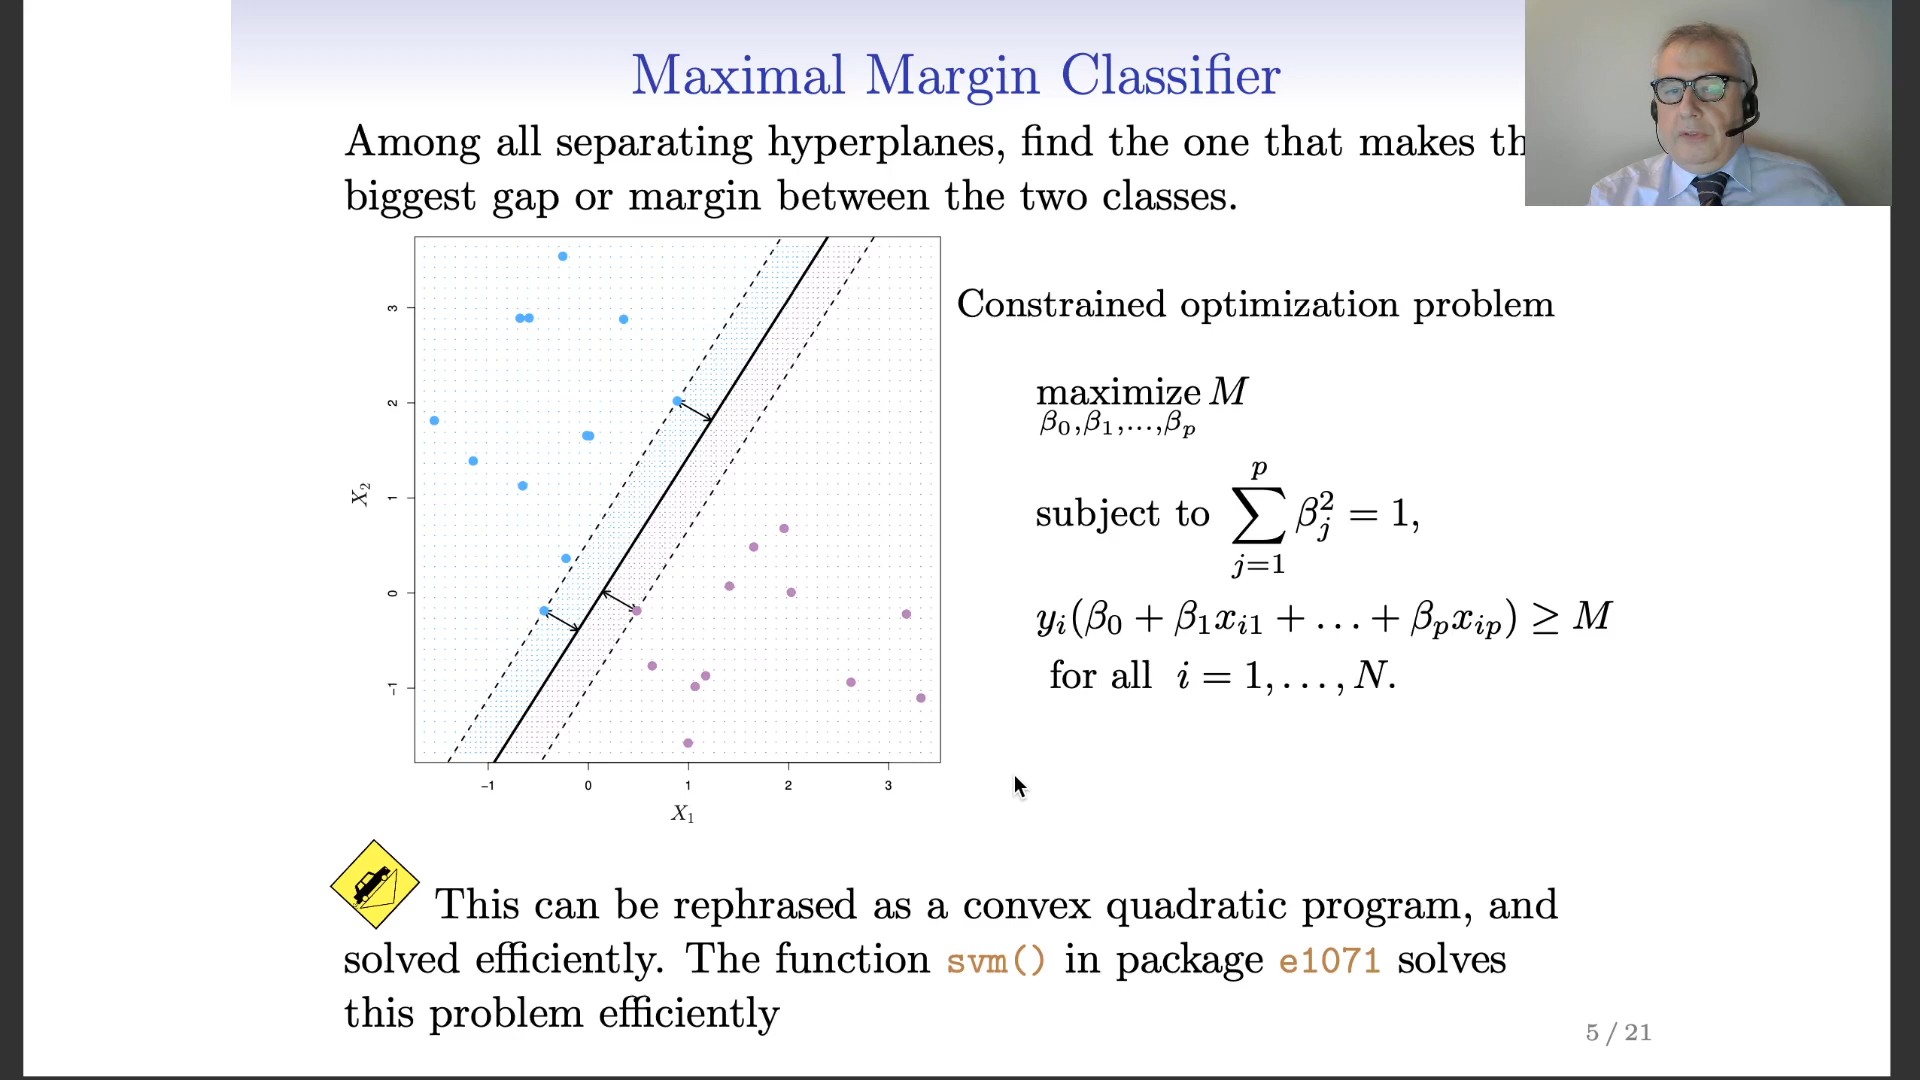 Maximal Margin Classifier
Among all separating hyperplanes, find the one that makes th
biggest gap or margin between the two classes.
Constrained optimization problem
maximize M
β₀,β₁,...,βₚ
p
subject to ∑ βⱼ² = 1,
j=1
yᵢ(β₀ + β₁xᵢ₁ + ... + βₚxᵢₚ) ≥ M
for all i = 1, ..., N.
3
2
1
0
−1
X₂
−1 0 1 2 3
X₁
This can be rephrased as a convex quadratic program, and
solved efficiently. The function svm() in package e1071 solves
this problem efficiently
5 / 21